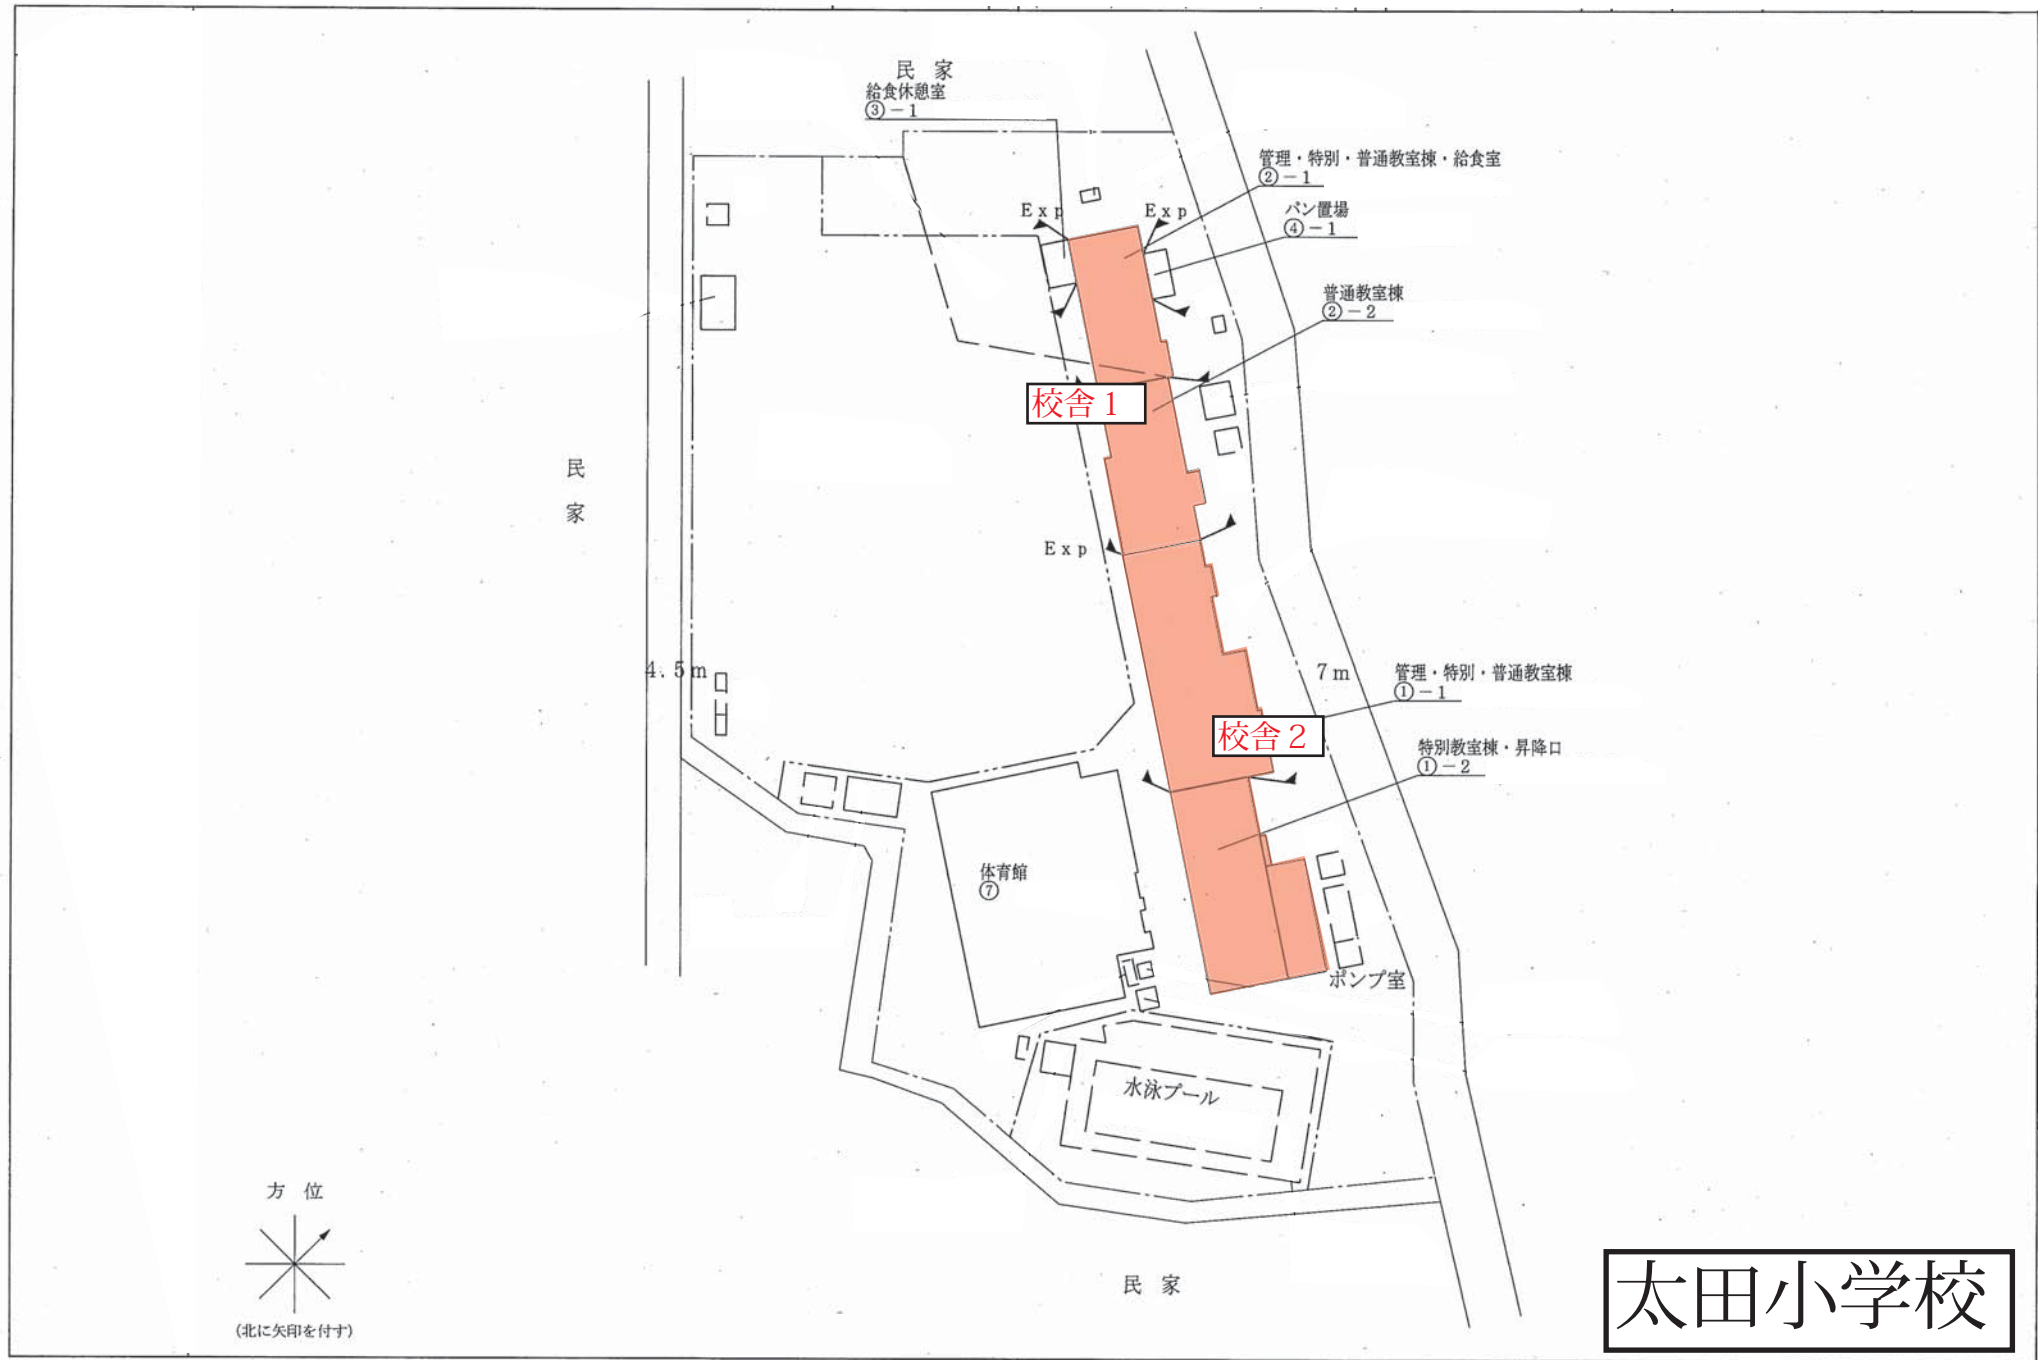 民 家
給食休憩室
③－1
管理・特別・普通教室棟・給食室
②－1
Exp
Exp
パン置場
④－1
普通教室棟
②－2
校舎1
民
家
Exp
4.5m
7m
管理・特別・普通教室棟
①－1
校舎2
特別教室棟・昇降口
①－2
体育館
⑦
ポンプ室
水泳プール
方 位
(北に矢印を付す)
民 家
太田小学校